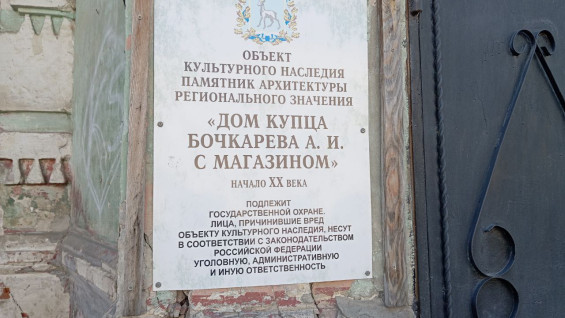 ОБЪЕКТ
КУЛЬТУРНОГО НАСЛЕДИЯ
ПАМЯТНИК АРХИТЕКТУРЫ
РЕГИОНАЛЬНОГО ЗНАЧЕНИЯ
«ДОМ КУПЦА
БОЧКАРЕВА А. И.
С МАГАЗИНОМ»
НАЧАЛО XX ВЕКА
ПОДЛЕЖИТ
ГОСУДАРСТВЕННОЙ ОХРАНЕ.
ЛИЦА, ПРИЧИНИВШИЕ ВРЕД
ОБЪЕКТУ КУЛЬТУРНОГО НАСЛЕДИЯ, НЕСУТ
В СООТВЕТСТВИИ С ЗАКОНОДАТЕЛЬСТВОМ
РОССИЙСКОЙ ФЕДЕРАЦИИ
УГОЛОВНУЮ, АДМИНИСТРАТИВНУЮ
И ИНУЮ ОТВЕТСТВЕННОСТЬ